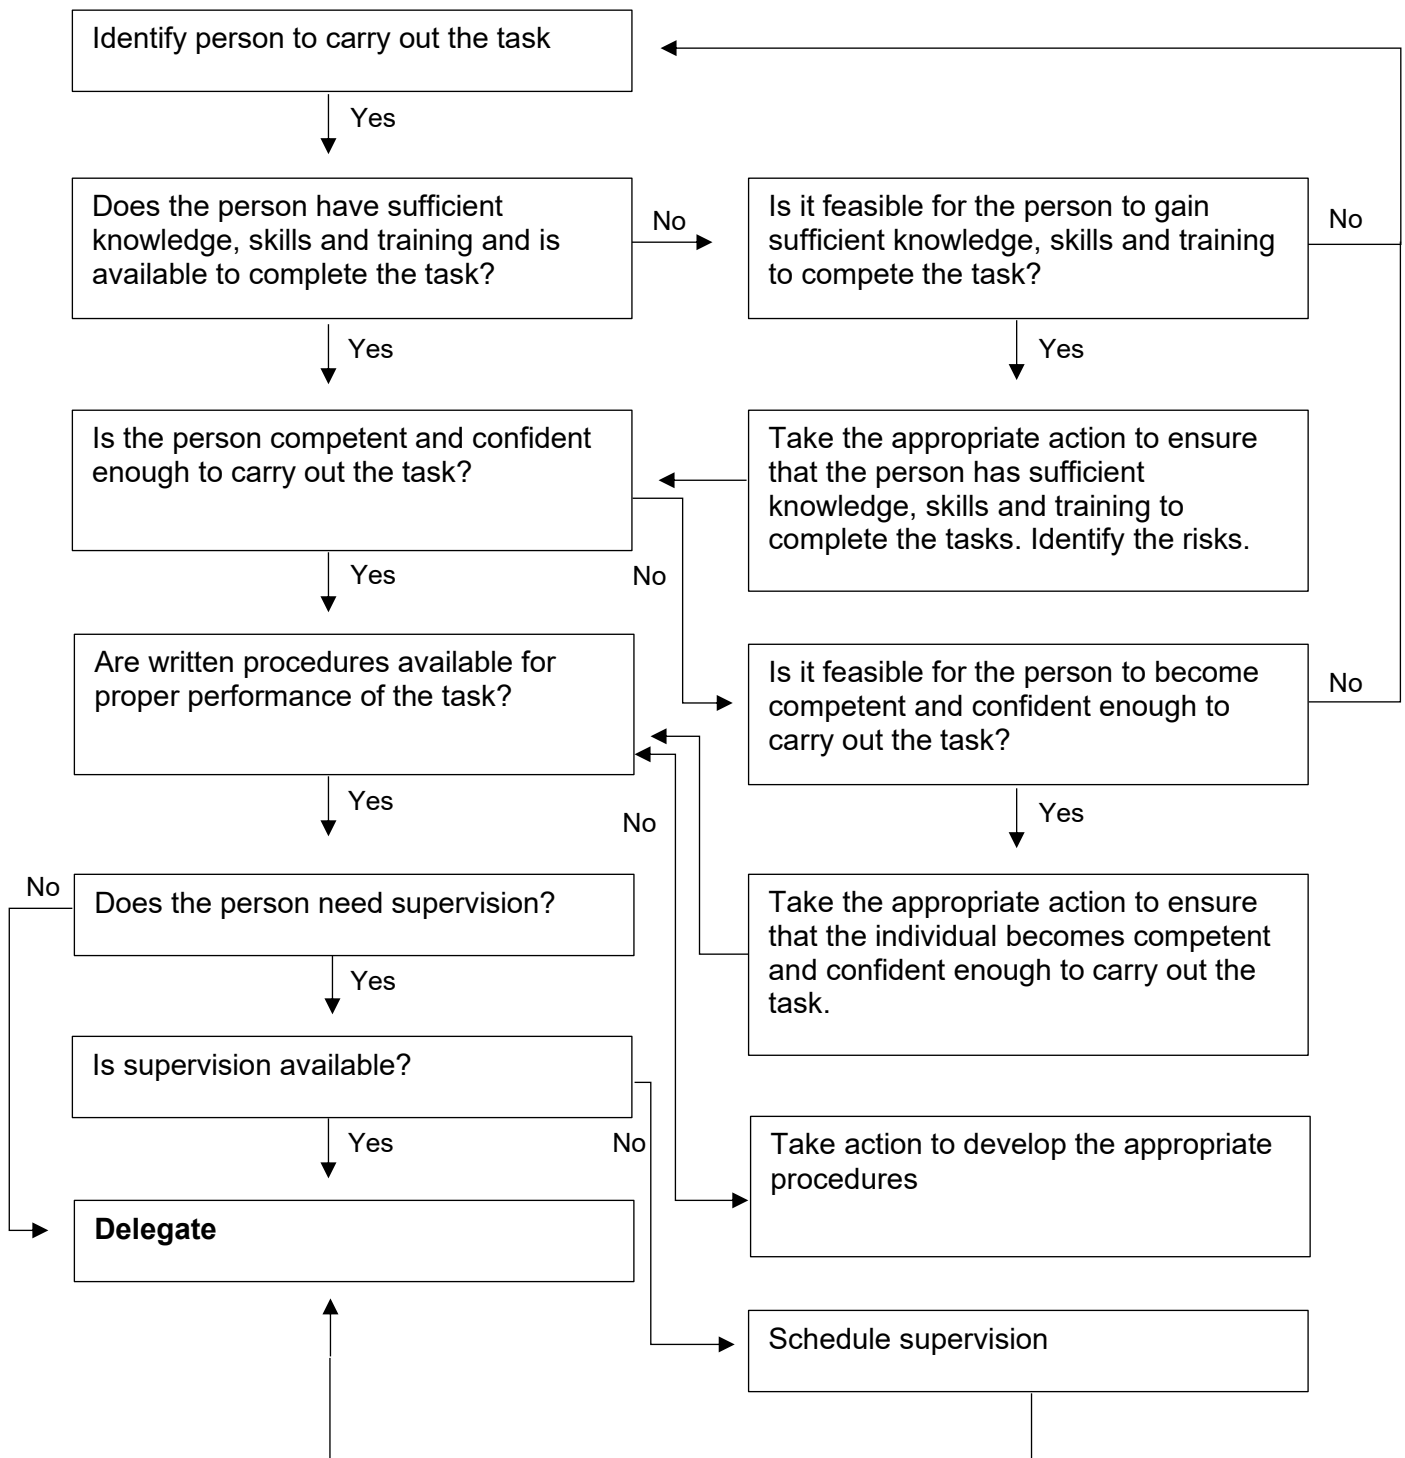 Identify person to carry out the task
Yes
Does the person have sufficient
knowledge, skills and training and is
available to complete the task?
No
Is it feasible for the person to gain
sufficient knowledge, skills and training
to compete the task?
No
Yes
Yes
Is the person competent and confident
enough to carry out the task?
Take the appropriate action to ensure
that the person has sufficient
knowledge, skills and training to
complete the tasks. Identify the risks.
Yes
No
Are written procedures available for
proper performance of the task?
Is it feasible for the person to become
competent and confident enough to
carry out the task?
No
Yes
No
Yes
No
Does the person need supervision?
Take the appropriate action to ensure
that the individual becomes competent
and confident enough to carry out the
task.
Yes
Is supervision available?
Yes
No
Take action to develop the appropriate
procedures
Delegate
Schedule supervision